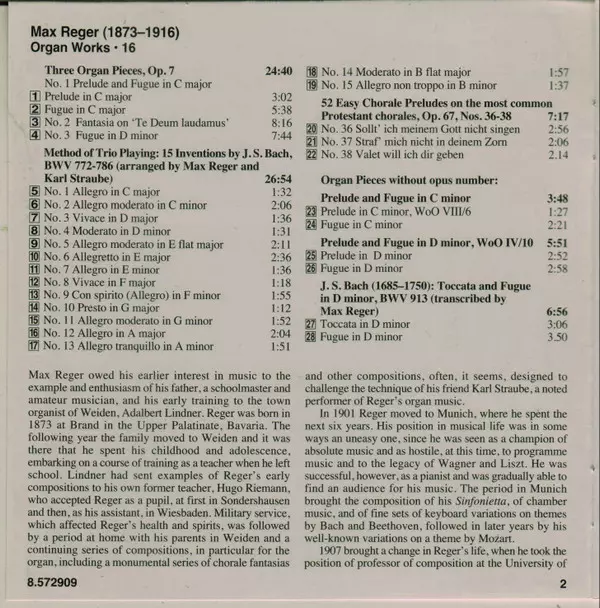 Max Reger (1873–1916)
Organ Works · 16
Three Organ Pieces, Op. 7 24:40
No. 1 Prelude and Fugue in C major
1 Prelude in C major 3:02
2 Fugue in C major 5:38
3 No. 2 Fantasia on ‘Te Deum laudamus’ 8:16
4 No. 3 Fugue in D minor 7:44
Method of Trio Playing: 15 Inventions by J. S. Bach,
BWV 772-786 (arranged by Max Reger and
Karl Straube) 26:54
5 No. 1 Allegro in C major 1:32
6 No. 2 Allegro moderato in C minor 2:06
7 No. 3 Vivace in D major 1:36
8 No. 4 Moderato in D minor 1:31
9 No. 5 Allegro moderato in E flat major 2:11
10 No. 6 Allegretto in E major 2:36
11 No. 7 Allegro in E minor 1:36
12 No. 8 Vivace in F major 1:18
13 No. 9 Con spirito (Allegro) in F minor 1:55
14 No. 10 Presto in G major 1:12
15 No. 11 Allegro moderato in G minor 1:52
16 No. 12 Allegro in A major 2:04
17 No. 13 Allegro tranquillo in A minor 1:51
18 No. 14 Moderato in B flat major 1:57
19 No. 15 Allegro non troppo in B minor 1:37
52 Easy Chorale Preludes on the most common
Protestant chorales, Op. 67, Nos. 36-38 7:17
20 No. 36 Sollt’ ich meinem Gott nicht singen 2:56
21 No. 37 Straf’ mich nicht in deinem Zorn 2:06
22 No. 38 Valet will ich dir geben 2.14
Organ Pieces without opus number:
Prelude and Fugue in C minor 3:48
23 Prelude in C minor, WoO VIII/6 1:27
24 Fugue in C minor 2:21
Prelude and Fugue in D minor, WoO IV/10 5:51
25 Prelude in D minor 2:52
26 Fugue in D minor 2:58
J. S. Bach (1685–1750): Toccata and Fugue
in D minor, BWV 913 (transcribed by
Max Reger) 6:56
27 Toccata in D minor 3:06
28 Fugue in D minor 3.50
Max Reger owed his earlier interest in music to the
example and enthusiasm of his father, a schoolmaster and
amateur musician, and his early training to the town
organist of Weiden, Adalbert Lindner. Reger was born in
1873 at Brand in the Upper Palatinate, Bavaria. The
following year the family moved to Weiden and it was
there that he spent his childhood and adolescence,
embarking on a course of training as a teacher when he left
school. Lindner had sent examples of Reger’s early
compositions to his own former teacher, Hugo Riemann,
who accepted Reger as a pupil, at first in Sondershausen
and then, as his assistant, in Wiesbaden. Military service,
which affected Reger’s health and spirits, was followed
by a period at home with his parents in Weiden and a
continuing series of compositions, in particular for the
organ, including a monumental series of chorale fantasias
and other compositions, often, it seems, designed to
challenge the technique of his friend Karl Straube, a noted
performer of Reger’s organ music.
In 1901 Reger moved to Munich, where he spent the
next six years. His position in musical life was in some
ways an uneasy one, since he was seen as a champion of
absolute music and as hostile, at this time, to programme
music and to the legacy of Wagner and Liszt. He was
successful, however, as a pianist and was gradually able to
find an audience for his music. The period in Munich
brought the composition of his Sinfonietta, of chamber
music, and of fine sets of keyboard variations on themes
by Bach and Beethoven, followed in later years by his
well-known variations on a theme by Mozart.
1907 brought a change in Reger’s life, when he took the
position of professor of composition at the University of
8.572909 2